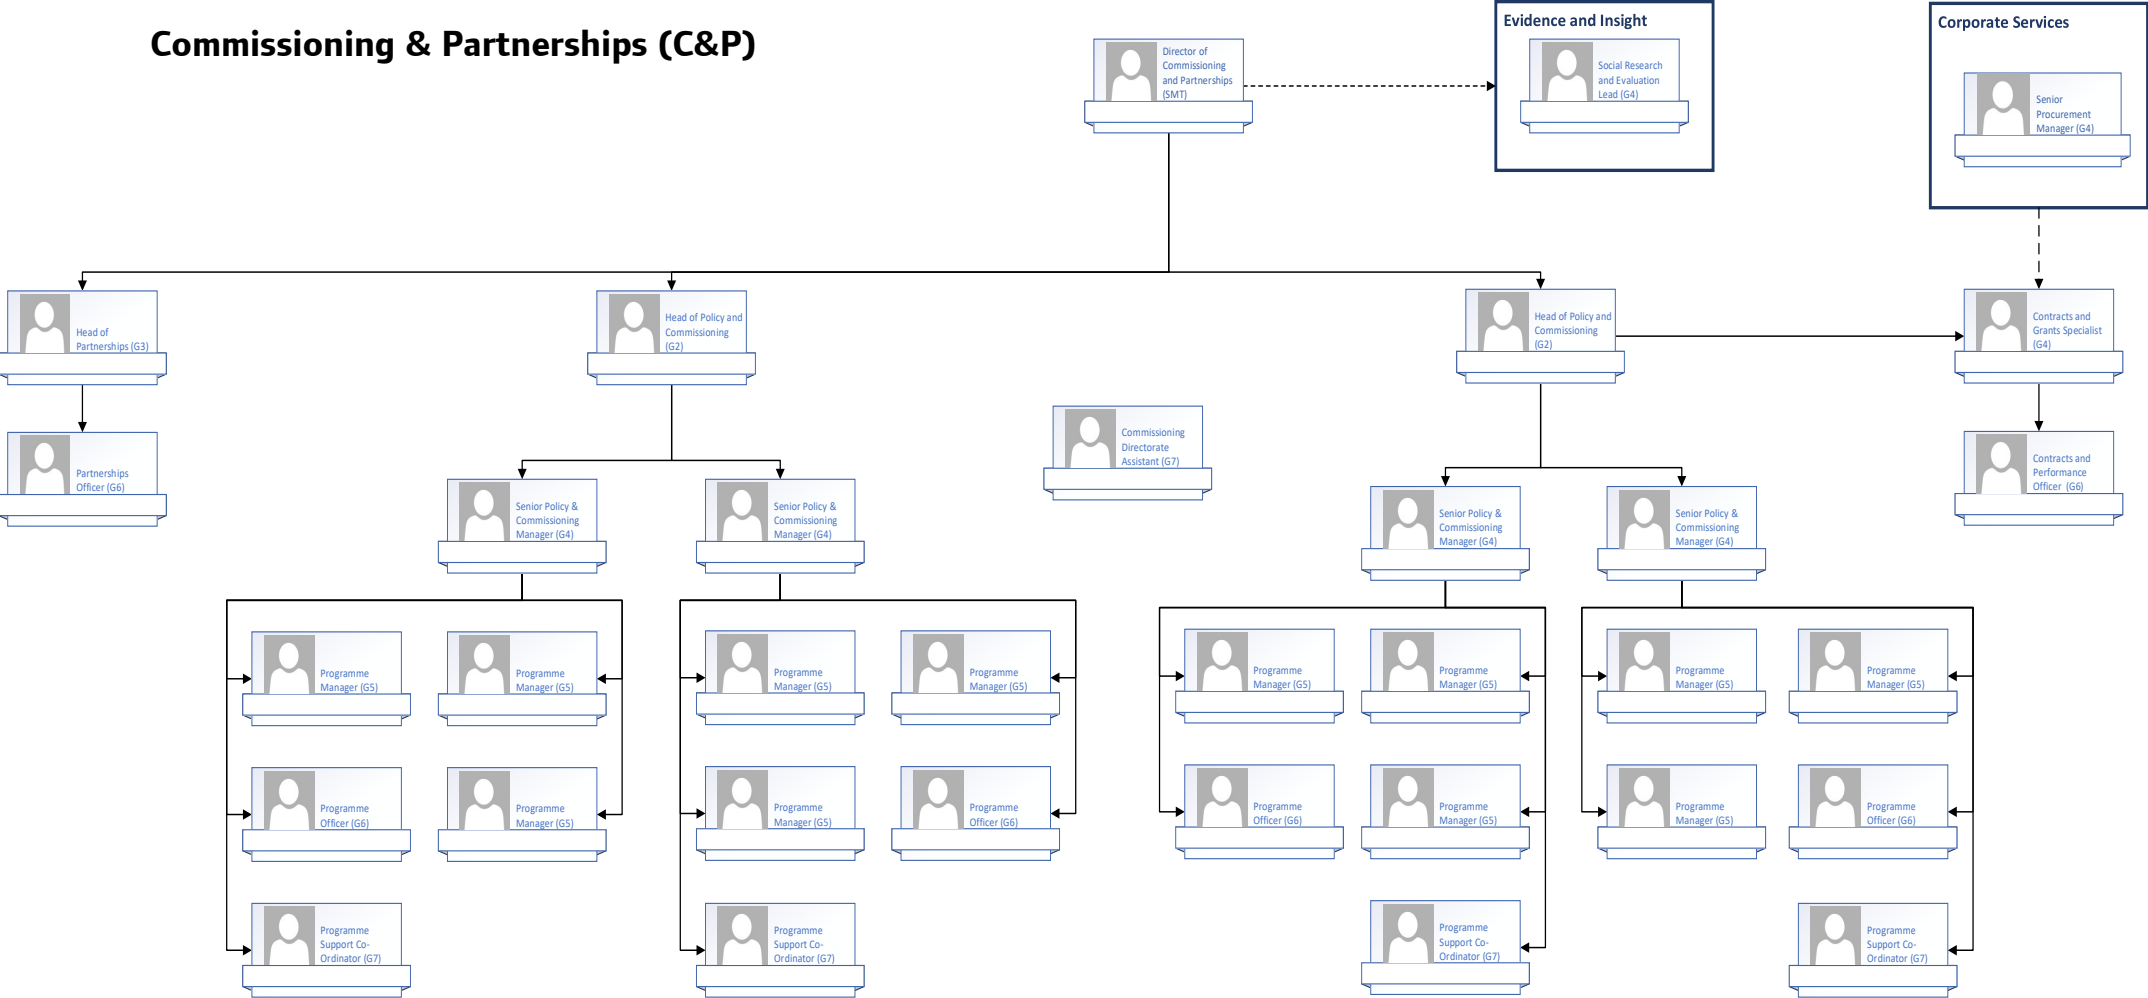 Commissioning & Partnerships (C&P)
Director of
Commissioning
and Partnerships
(SMT)
Evidence and Insight
Social Research
and Evaluation
Lead (G4)
Corporate Services
Senior
Procurement
Manager (G4)
Head of
Partnerships (G3)
Head of Policy and
Commissioning
(G2)
Head of Policy and
Commissioning
(G2)
Contracts and
Grants Specialist
(G4)
Partnerships
Officer (G6)
Commissioning
Directorate
Assistant (G7)
Contracts and
Performance
Officer (G6)
Senior Policy &
Commissioning
Manager (G4)
Senior Policy &
Commissioning
Manager (G4)
Senior Policy &
Commissioning
Manager (G4)
Senior Policy &
Commissioning
Manager (G4)
Programme
Manager (G5)
Programme
Manager (G5)
Programme
Manager (G5)
Programme
Manager (G5)
Programme
Manager (G5)
Programme
Manager (G5)
Programme
Manager (G5)
Programme
Manager (G5)
Programme
Officer (G6)
Programme
Manager (G5)
Programme
Manager (G5)
Programme
Officer (G6)
Programme
Officer (G6)
Programme
Manager (G5)
Programme
Manager (G5)
Programme
Officer (G6)
Programme
Support Co-
Ordinator (G7)
Programme
Support Co-
Ordinator (G7)
Programme
Support Co-
Ordinator (G7)
Programme
Support Co-
Ordinator (G7)